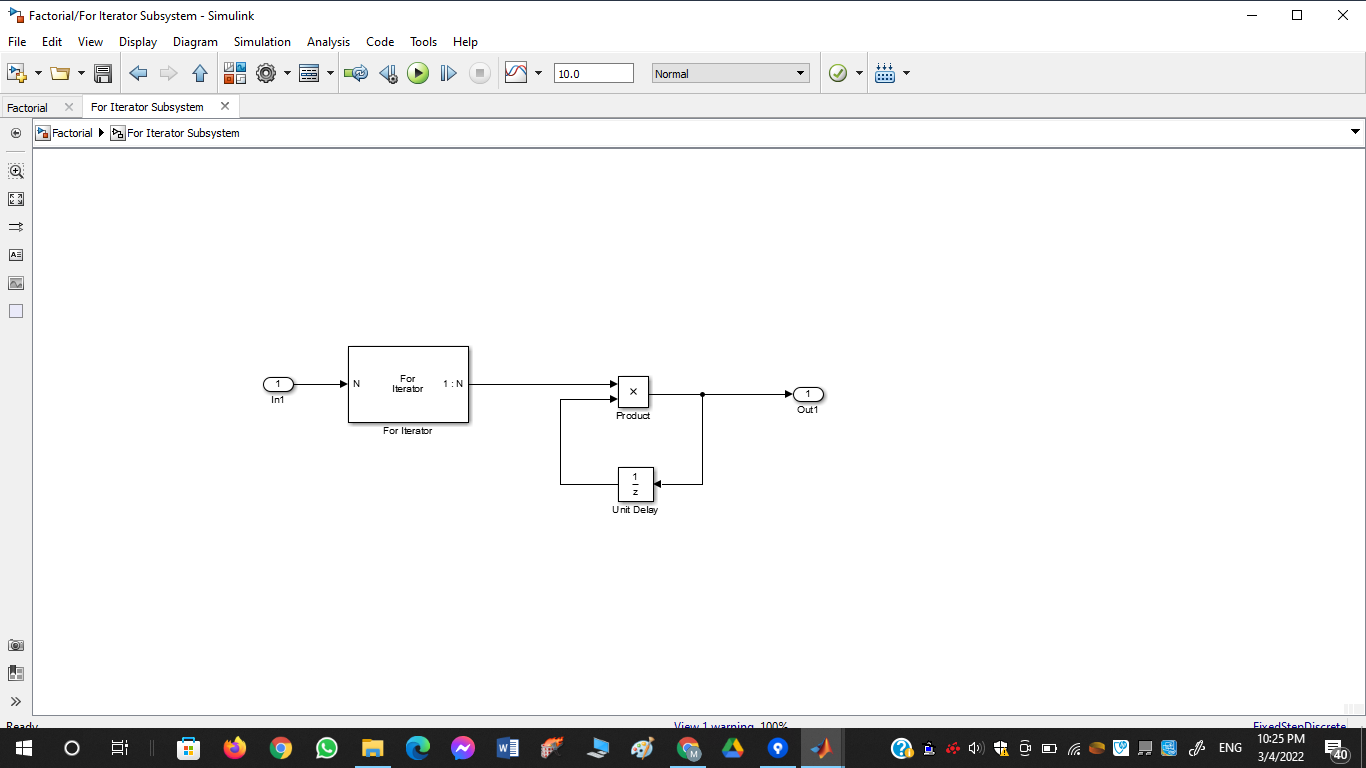 Factorial/For Iterator Subsystem - Simulink
File Edit View Display Diagram Simulation Analysis Code Tools Help
10.0 Normal
Factorial For Iterator Subsystem
Factorial For Iterator Subsystem
1
In1
N
For
Iterator
1 : N
For Iterator
×
Product
1
Out1
1
z
Unit Delay
Ready View 1 warning 100% FixedStepDiscrete
ENG 10:25 PM
3/4/2022
40